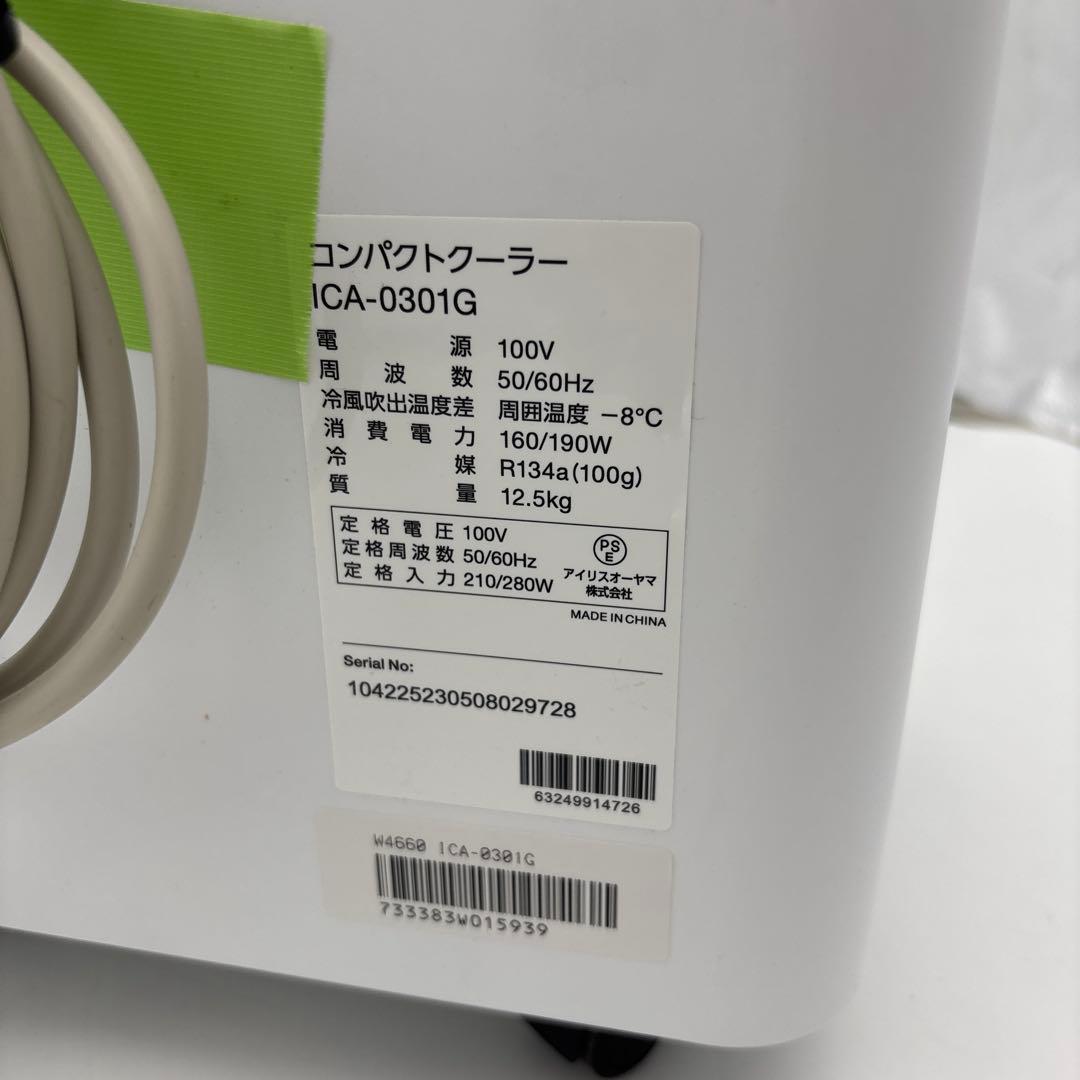 コンパクトクーラー
ICA-0301G
電源 100V
周波数 50/60Hz
冷風吹出温度差 周囲温度 -8℃
消費電力 160/190W
冷媒 R134a(100g)
質量 12.5kg
定格電圧 100V
定格周波数 50/60Hz
定格入力 210/280W
PSE
アイリスオーヤマ
株式会社
MADE IN CHINA
Serial No:
104225230508029728
63249914726
W4660 ICA-0301G
733383W015939